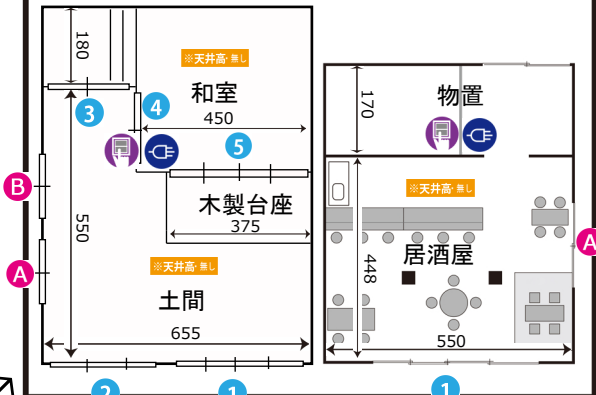 180
※天井高・無し
和室
450
3
4
5
B
550
木製台座
375
A
※天井高・無し
土間
655
2
1
170
物置
※天井高・無し
居酒屋
448
A
550
1